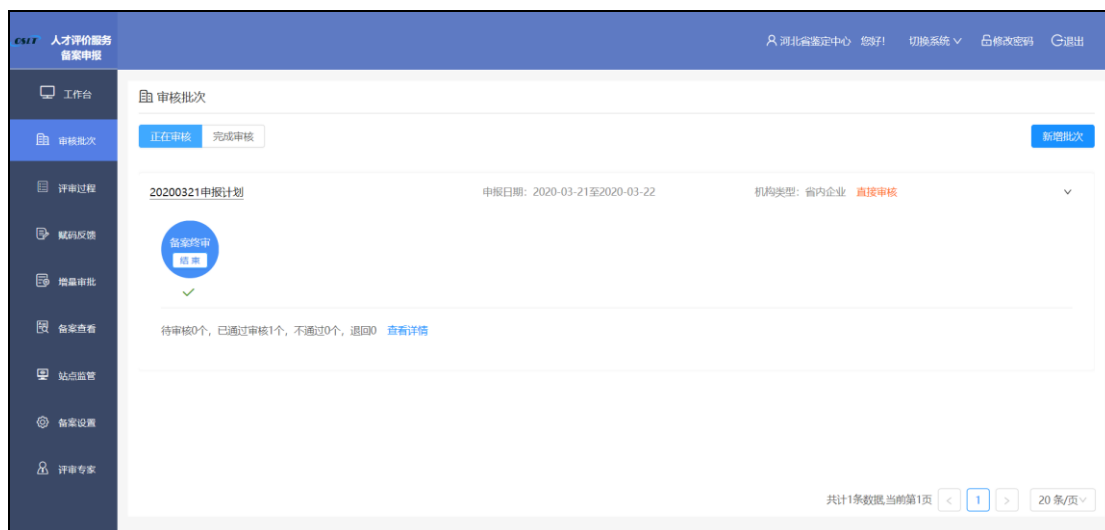 CSIT 人才评价服务
备案申报
河北省鉴定中心 您好! 切换系统 修改密码 退出
工作台
审核批次
评审过程
赋码反馈
增量审批
备案查看
站点监管
备案设置
评审专家
审核批次
正在审核 完成审核 新增批次
20200321申报计划 申报日期：2020-03-21至2020-03-22 机构类型：省内企业 直接审核
备案终审
结束
待审核0个，已通过审核1个，不通过0个，退回0 查看详情
共计1条数据,当前第1页 < 1 > 20 条/页